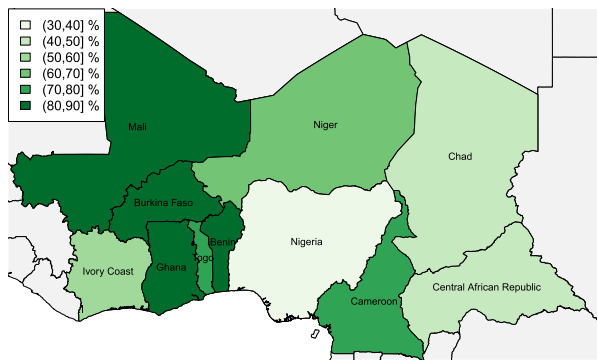 (30,40] %
(40,50] %
(50,60] %
(60,70] %
(70,80] %
(80,90] %
Mali
Niger
Chad
Burkina Faso
Benin
Nigeria
Togo
Ghana
Ivory Coast
Central African Republic
Cameroon